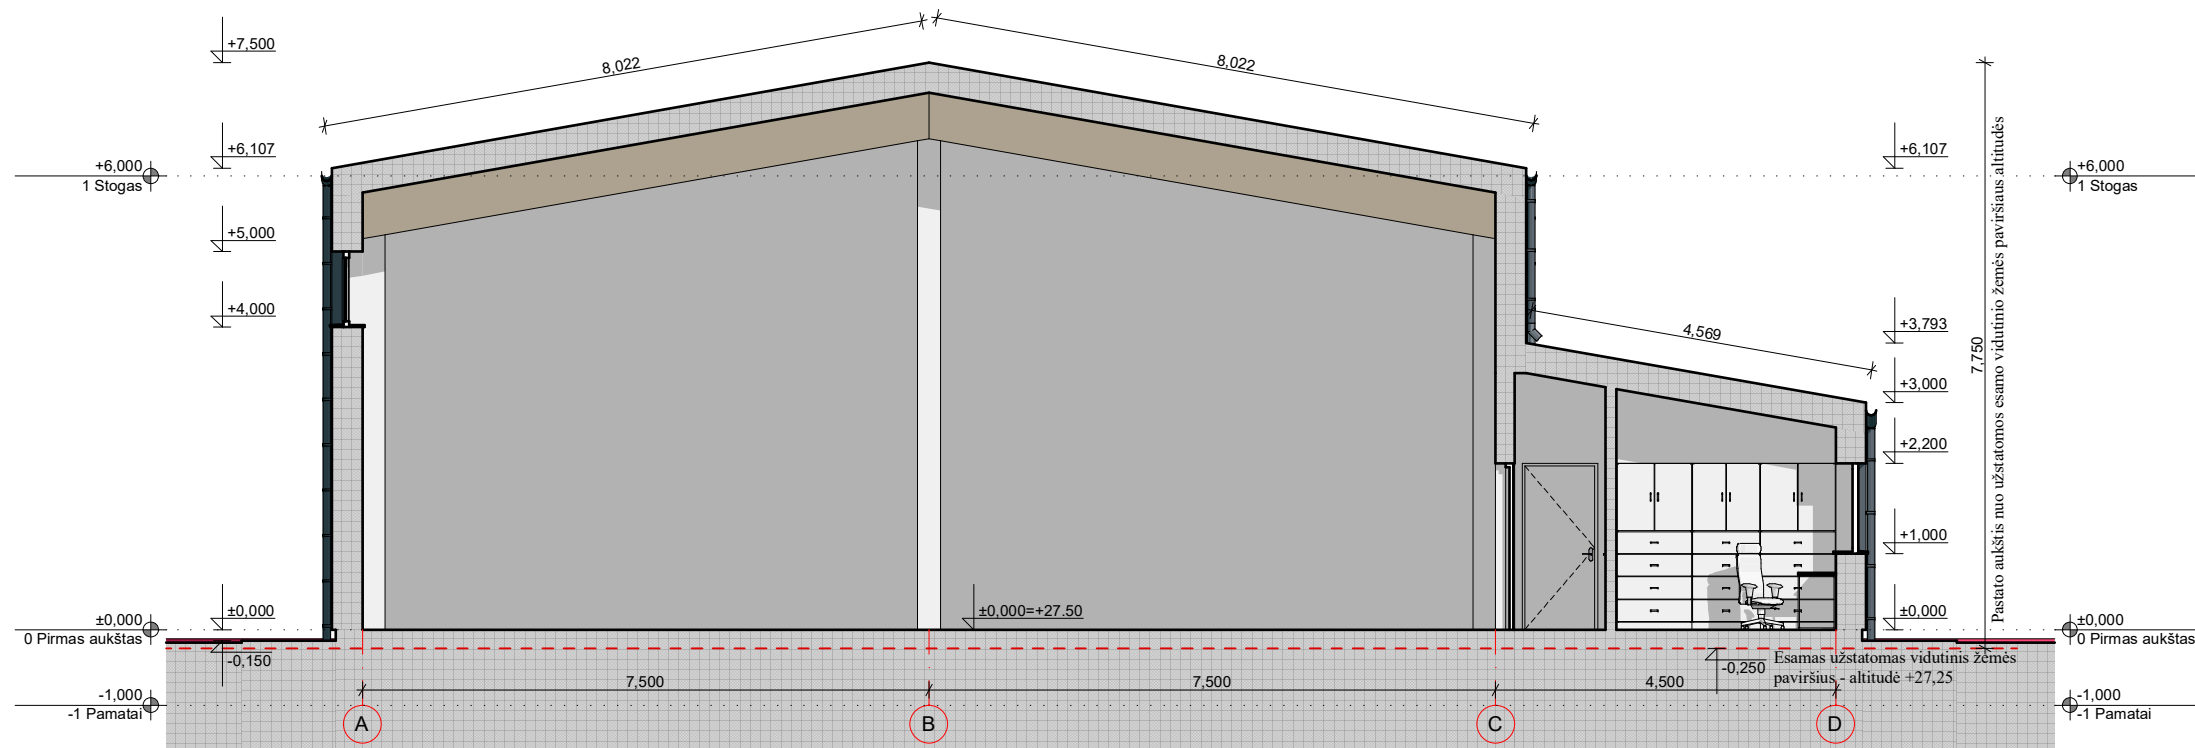 +7,500
8,022
8,022
+6,107
+6,107
+6,000
1 Stogas
+6,000
1 Stogas
+5,000
+4,000
+3,793
4,569
+3,000
+2,200
+1,000
7,750
Pastato aukštis nuo užstatomos esamo vidutinio žemės paviršiaus altitudės
±0,000
±0,000=+27.50
±0,000
±0,000
0 Pirmas aukštas
±0,000
0 Pirmas aukštas
-0,150
-0,250
Esamas užstatomas vidutinis žemės
paviršius - altitudė +27,25
7,500
7,500
4,500
-1,000
-1 Pamatai
-1,000
-1 Pamatai
A
B
C
D